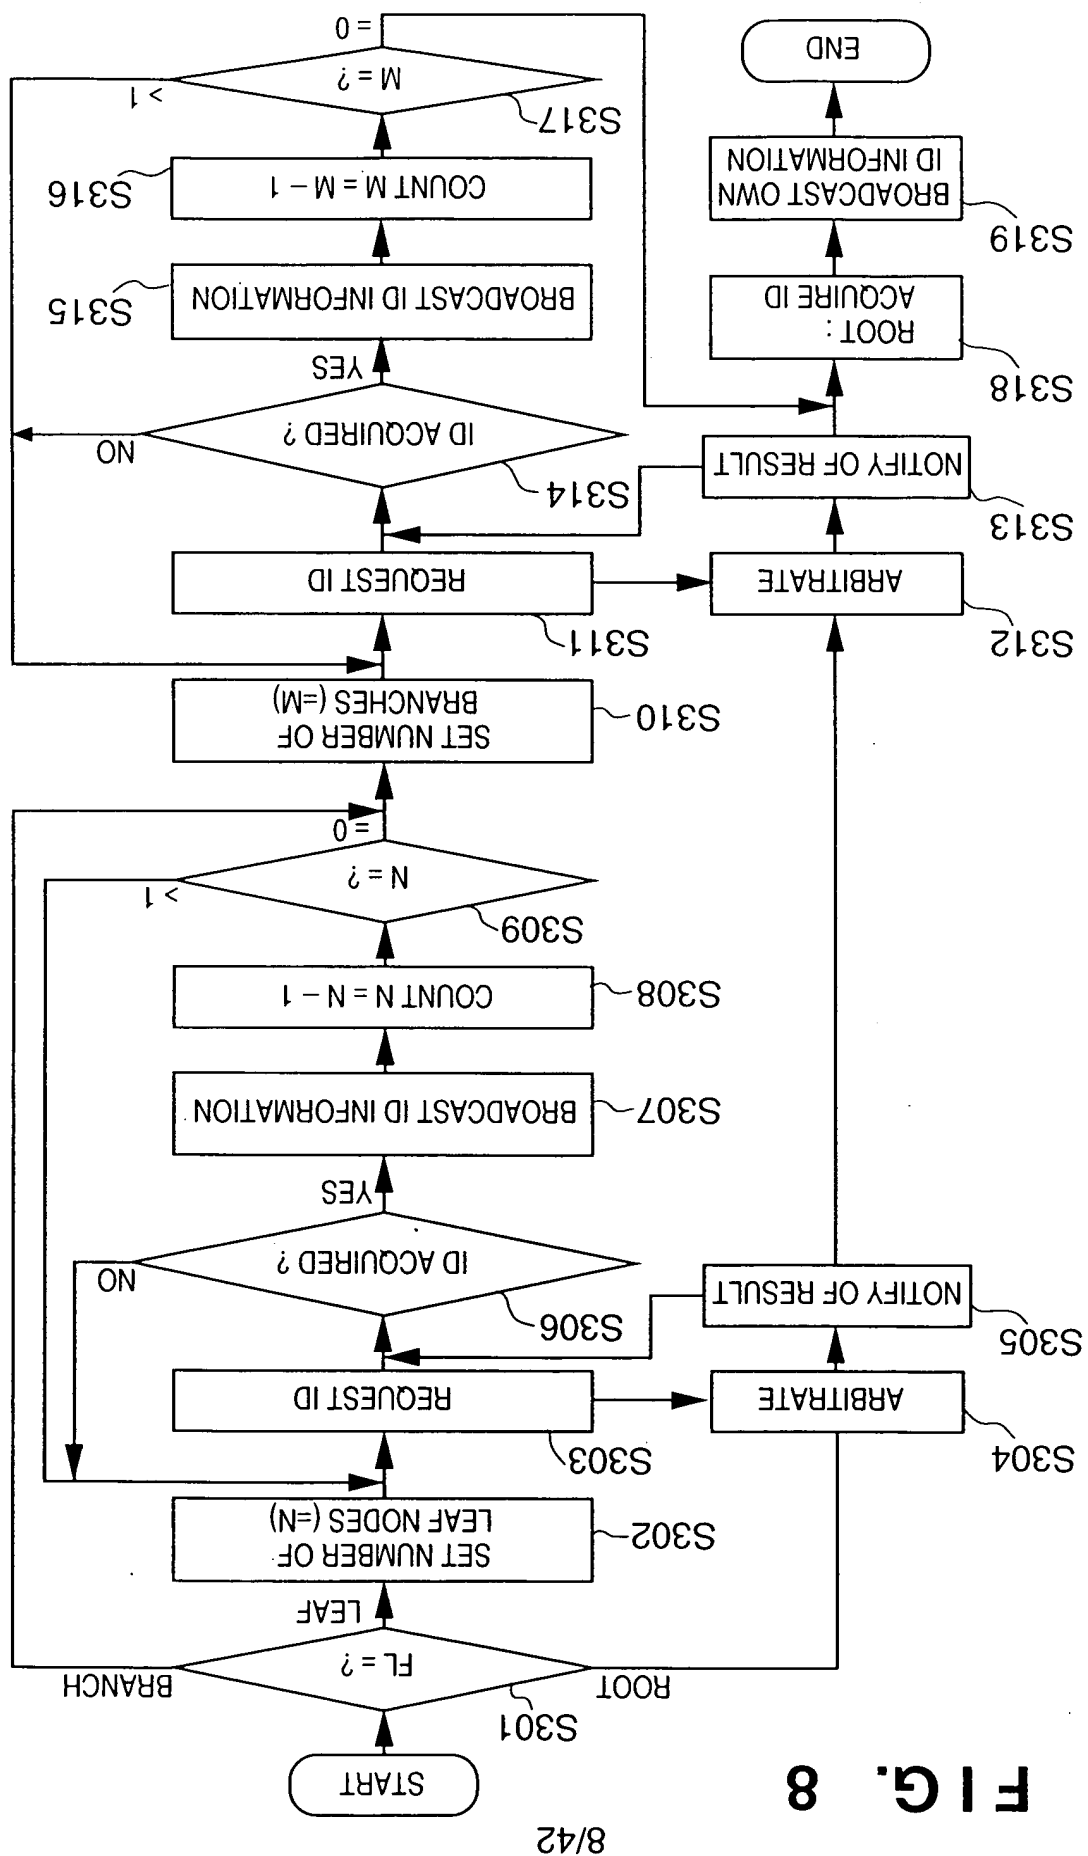 8/42
FIG. 8
START
S301
FL = ?
ROOT
BRANCH
LEAF
S302
SET NUMBER OF
LEAF NODES (=N)
S303
REQUEST ID
S304
ARBITRATE
S305
NOTIFY OF RESULT
S306
ID ACQUIRED ?
NO
YES
S307
BROADCAST ID INFORMATION
S308
COUNT N = N – 1
S309
N = ?
> 1
= 0
S310
SET NUMBER OF
BRANCHES (=M)
S311
REQUEST ID
S312
ARBITRATE
S313
NOTIFY OF RESULT
S314
ID ACQUIRED ?
NO
YES
S315
BROADCAST ID INFORMATION
S316
COUNT M = M – 1
S317
M = ?
> 1
= 0
S318
ROOT :
ACQUIRE ID
S319
BROADCAST OWN
ID INFORMATION
END